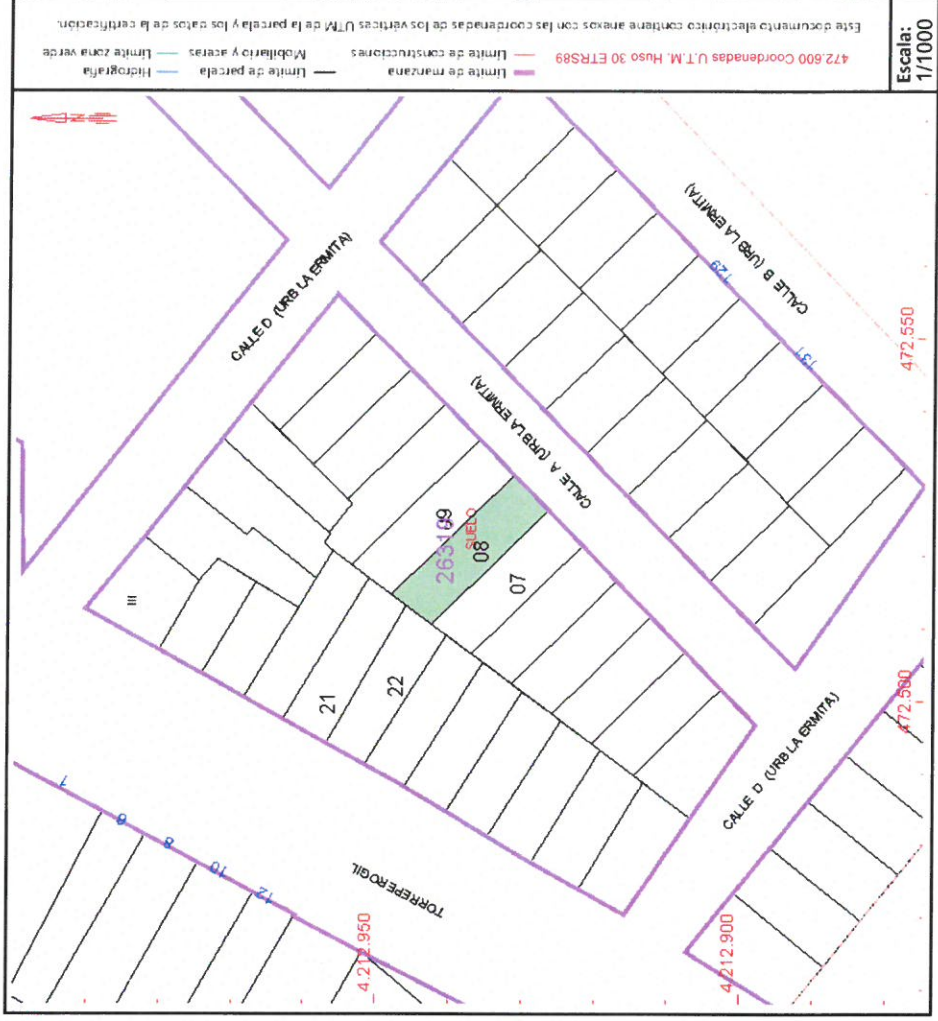 Este documento electrónico contiene anexos con las coordenadas de los vértices UTM de la parcela y los datos de la certificación.
472.600 Coordenadas U.T.M. Huso 30 ETRS89
Límite de manzana
Límite de construcciones
Límite de parcela
Mobiliario y aceras
Hidrografía
Límite zona verde
Escala:
1/1000
CALLE D (URB LA ERMITA)
CALLE A (URB LA ERMITA)
CALLE B (URB LA ERMITA)
129
131
III
09
SUELO
08
07
21
22
1
6
8
10
12
TORREPEROGIL
CALLE D (URB LA ERMITA)
4.212.950
4.212.900
472.550
472.500